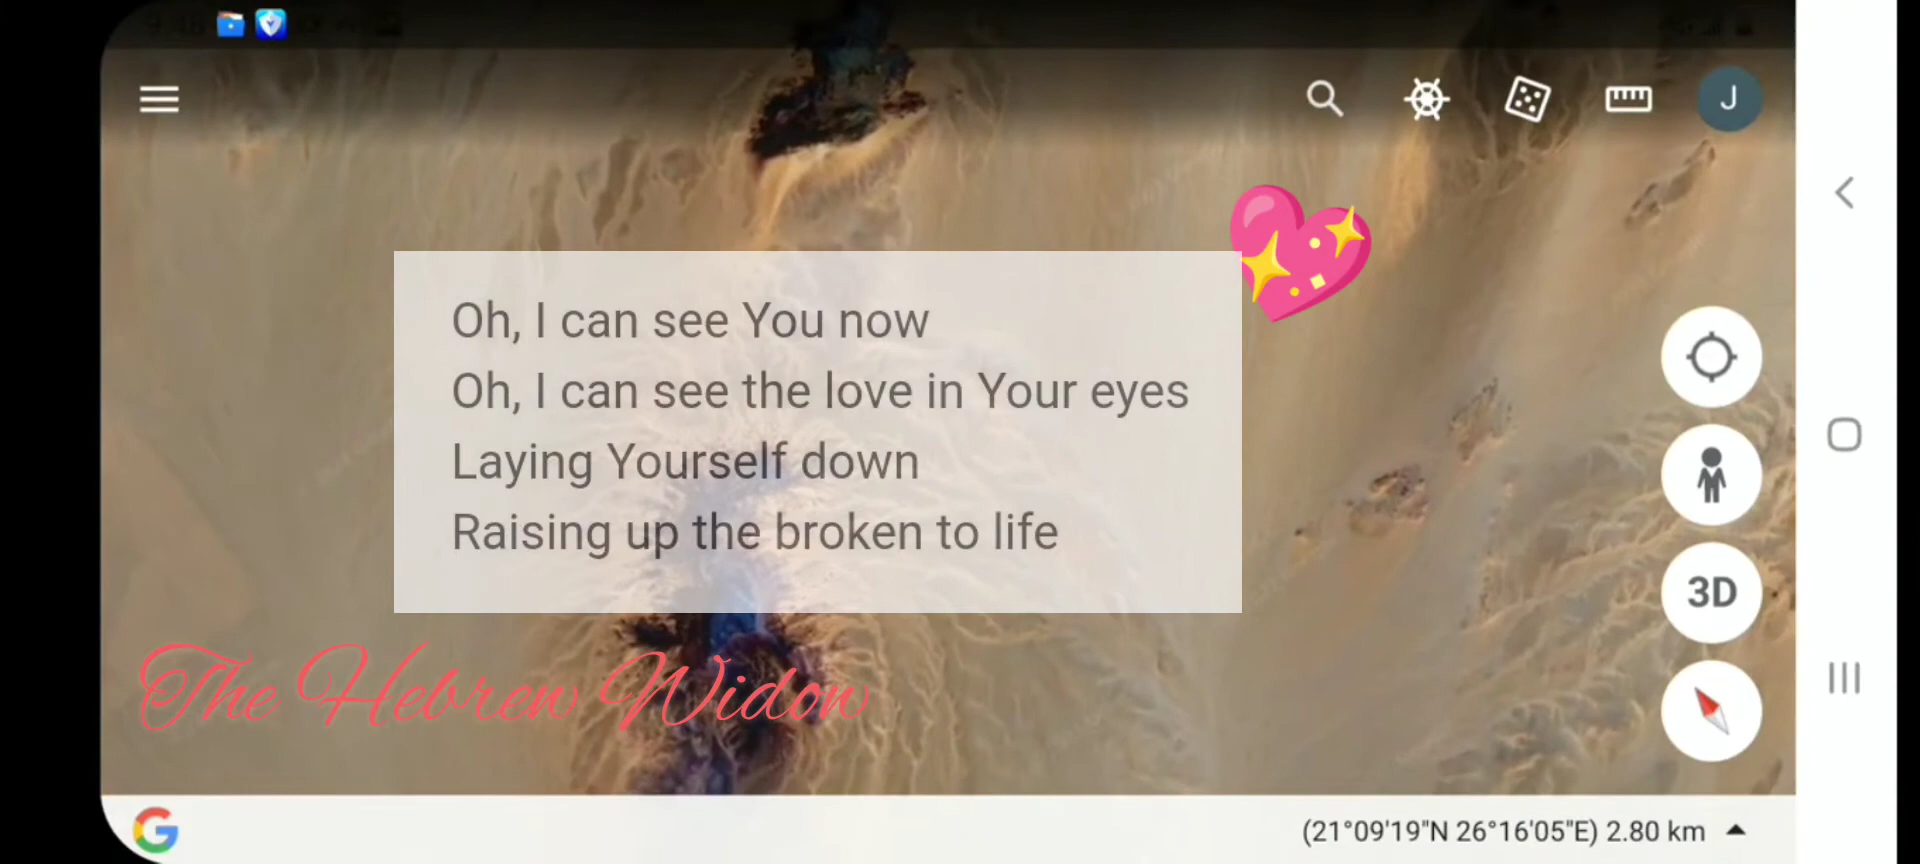 J
Oh, I can see You now
Oh, I can see the love in Your eyes
Laying Yourself down
Raising up the broken to life
3D
The Hebrew Widow
(21°09'19"N 26°16'05"E) 2.80 km